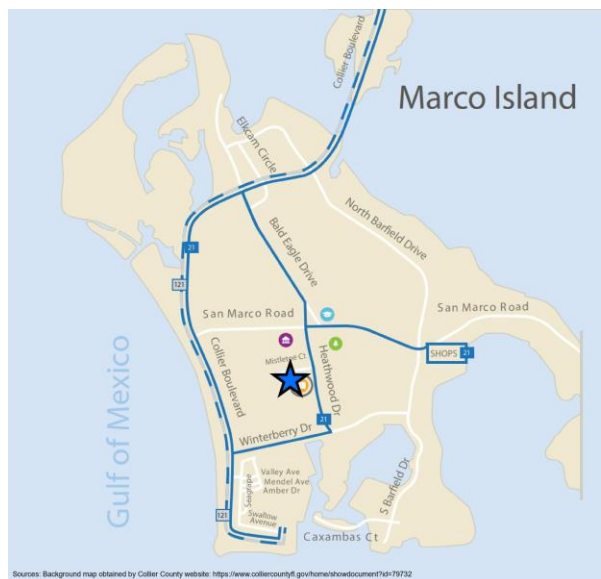 Collier Boulevard
Marco Island
Elkcam Circle
North Barfield Drive
Bald Eagle Drive
21
121
San Marco Road
San Marco Road
SHOPS
21
Collier Boulevard
Mistletoe Ct
Heathwood Dr
Gulf of Mexico
21
Winterberry Dr
Valley Ave
Mendel Ave
Amber Dr
Seagrape
S Barfield Dr
121
Swallow
Avenue
Caxambas Ct
Sources: Background map obtained by Collier County website: https://www.colliercountyfl.gov/home/showdocument?id=79732